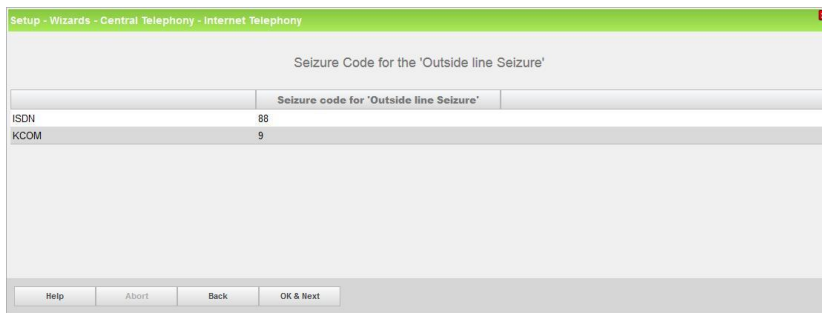 Setup - Wizards - Central Telephony - Internet Telephony
Seizure Code for the 'Outside line Seizure'
Seizure code for 'Outside line Seizure'
ISDN 88
KCOM 9
Help Abort Back OK & Next